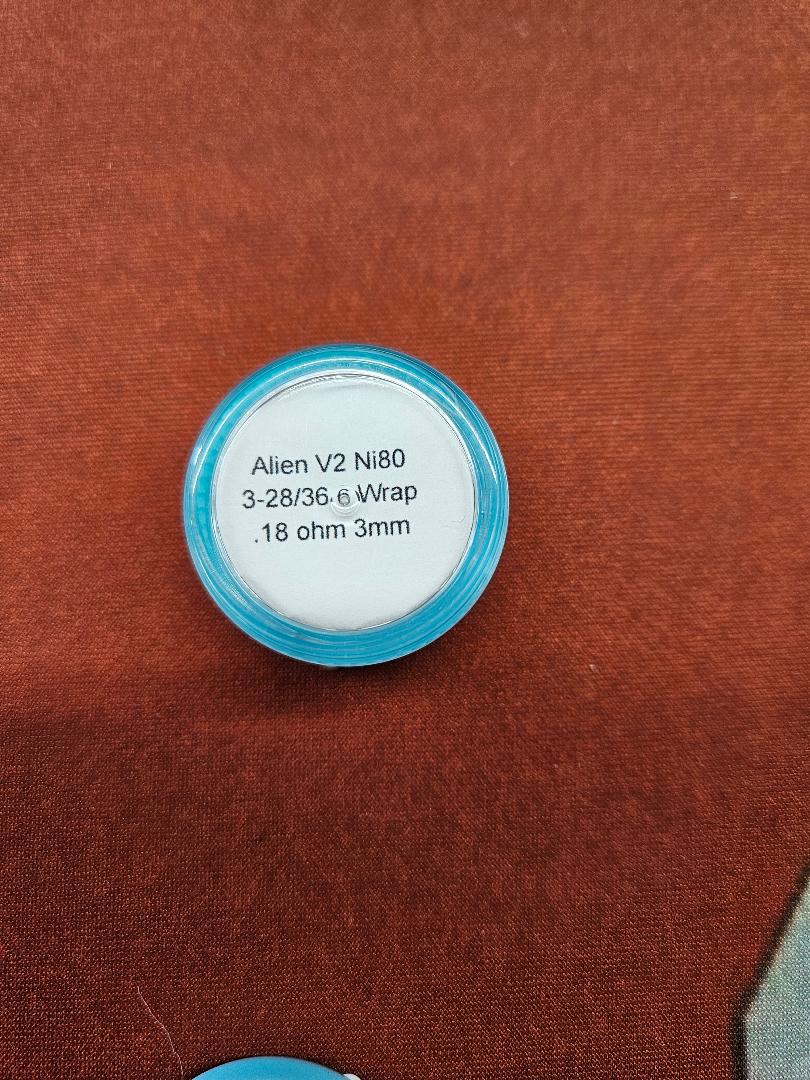 Alien V2 Ni80
3-28/36 6 Wrap
.18 ohm 3mm